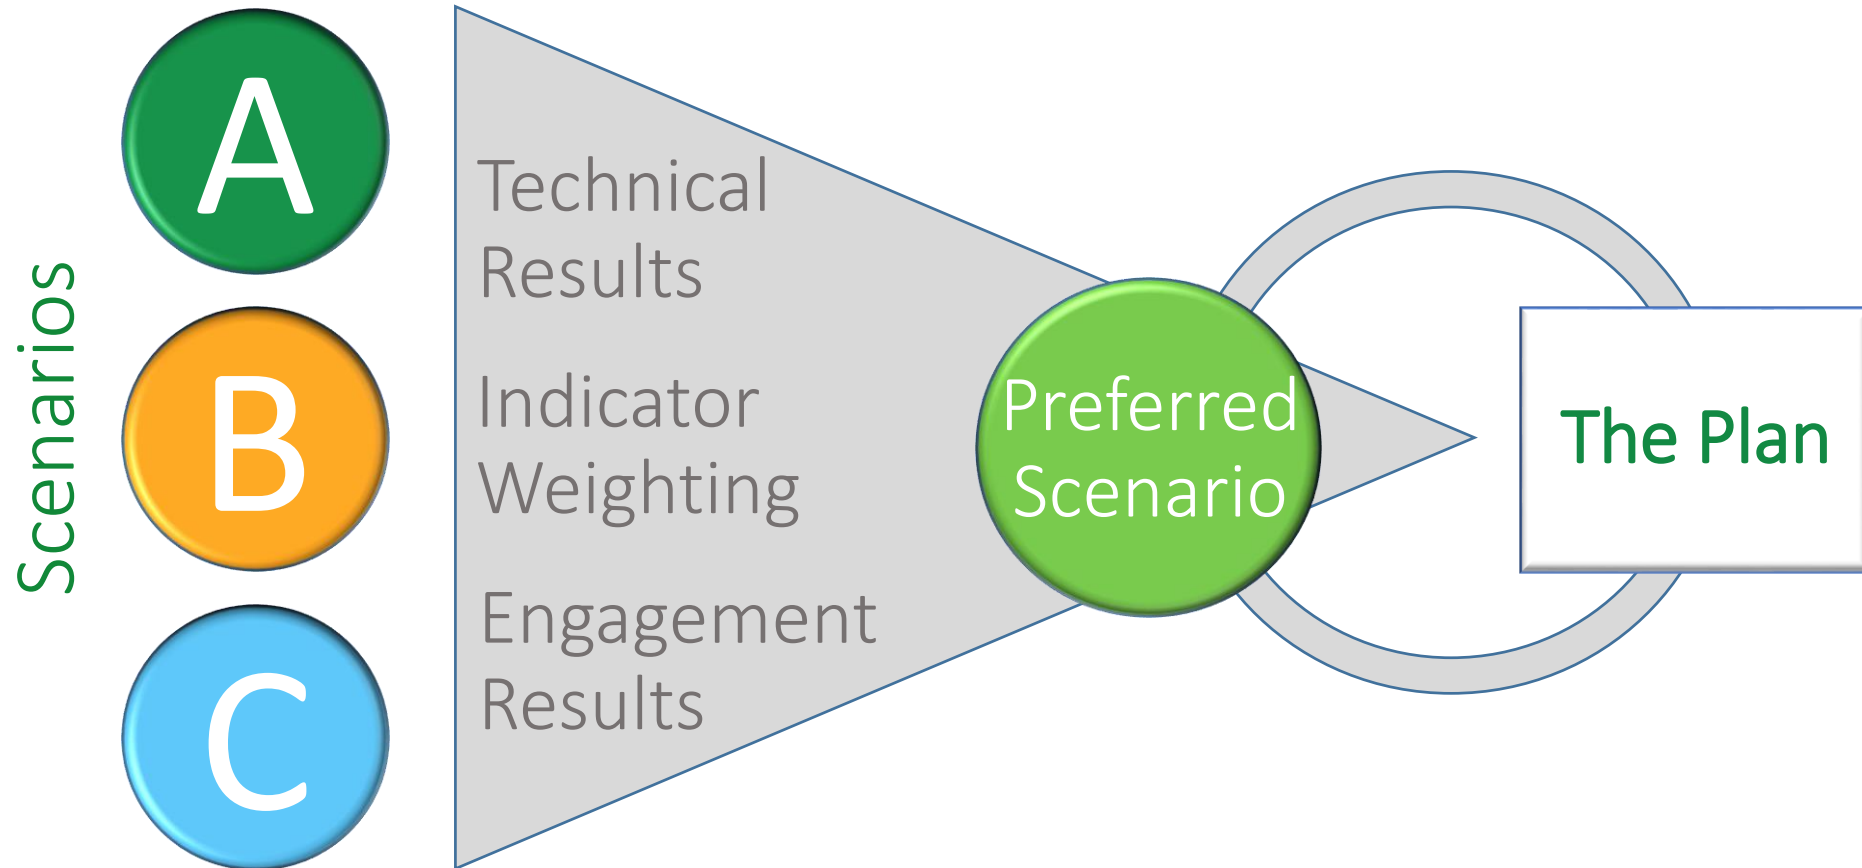 Scenarios
A
B
C
Technical
Results
Indicator
Weighting
Engagement
Results
Preferred
Scenario
The Plan